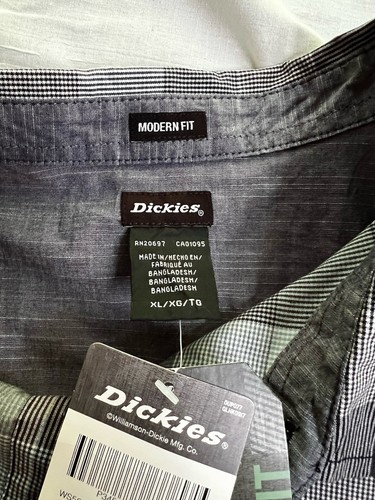 MODERN FIT
Dickies®
RN20697 CA01095
MADE IN/HECHO EN/
FABRIQUÉ AU
BANGLADESH/
BANGLADESH/
BANGLADESH
XL/XG/TG
Dickies
©Williamson-Dickie Mfg. Co.